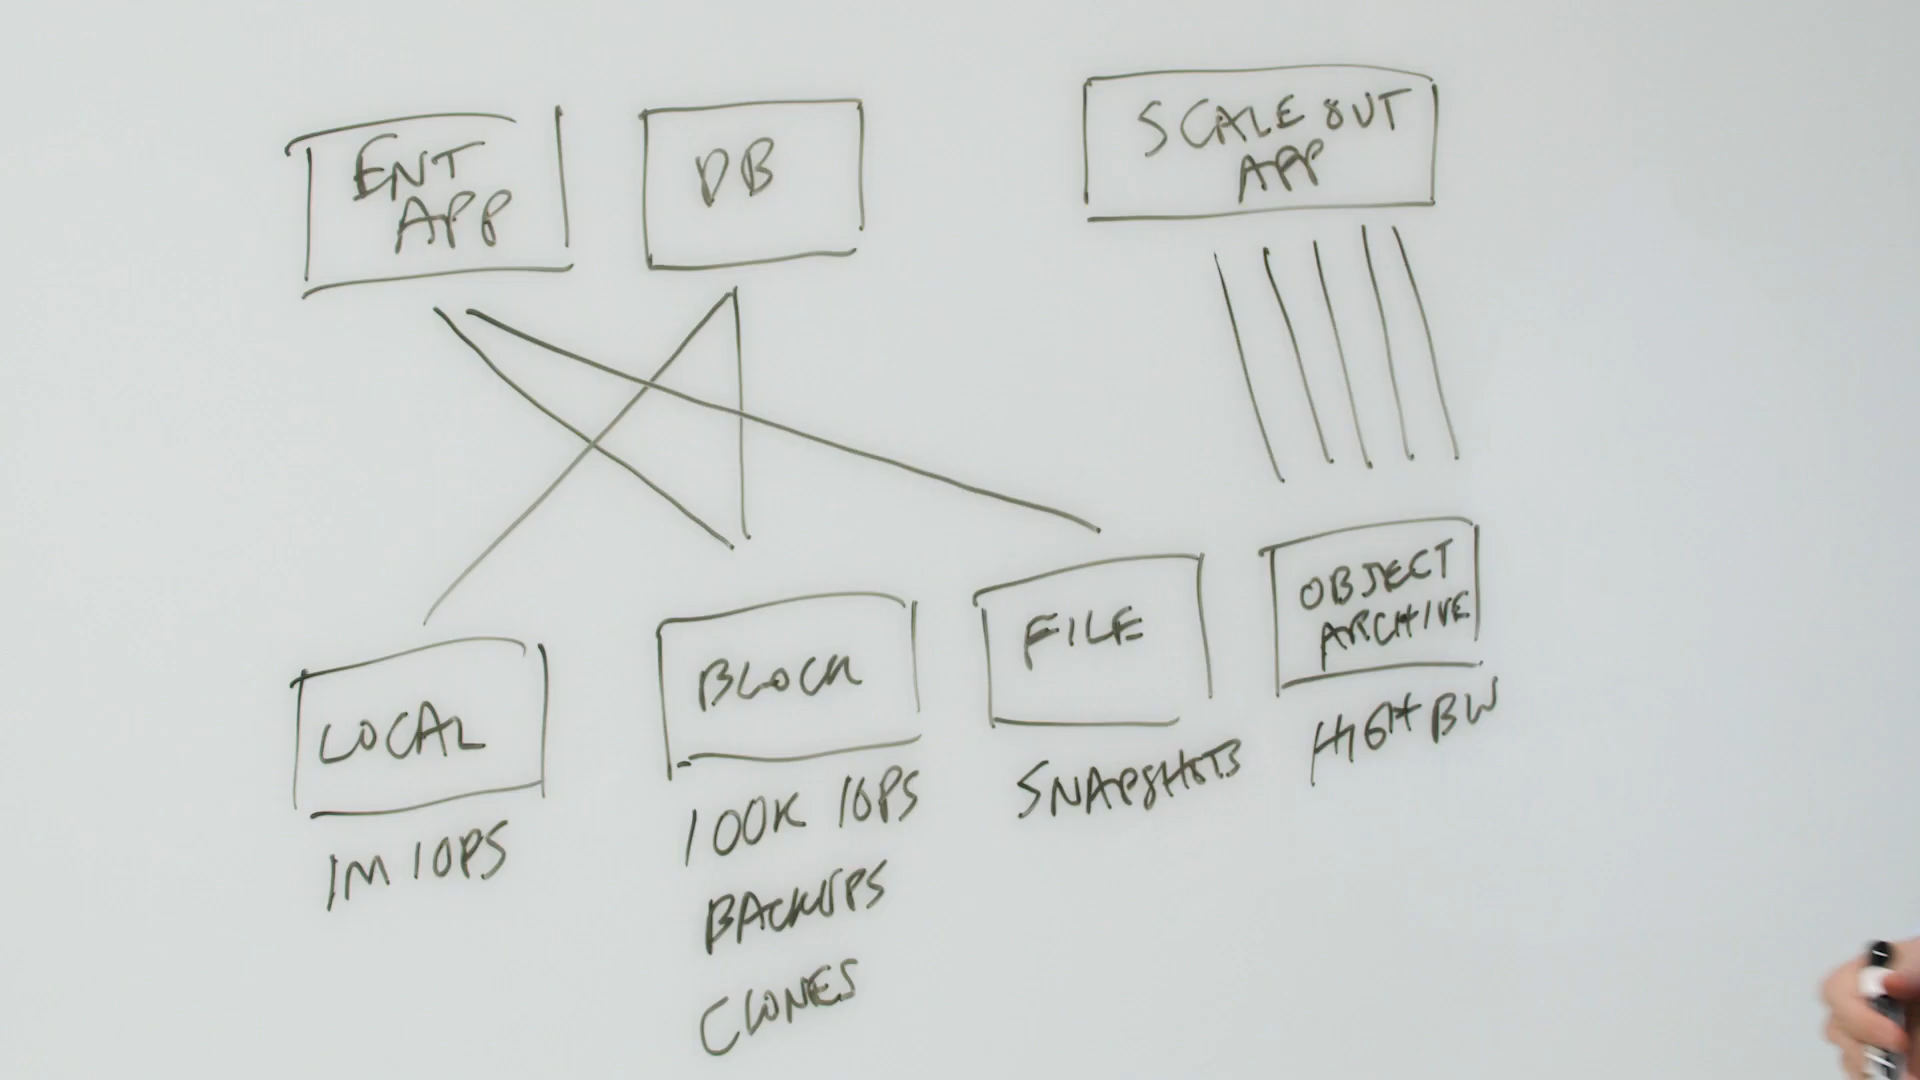 ENT
APP
DB
SCALE OUT
APP
LOCAL
1M IOPS
BLOCK
100K IOPS
BACKUPS
CLONES
FILE
SNAPSHOTS
OBJECT
ARCHIVE
HIGH BW